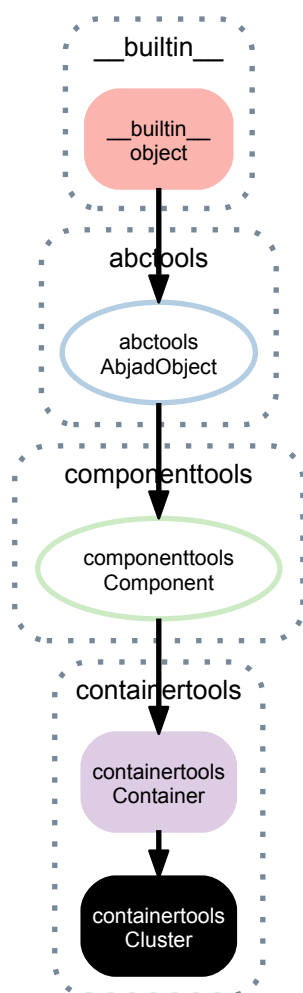 __builtin__
__builtin__
object
abctools
abctools
AbjadObject
componenttools
componenttools
Component
containertools
containertools
Container
containertools
Cluster